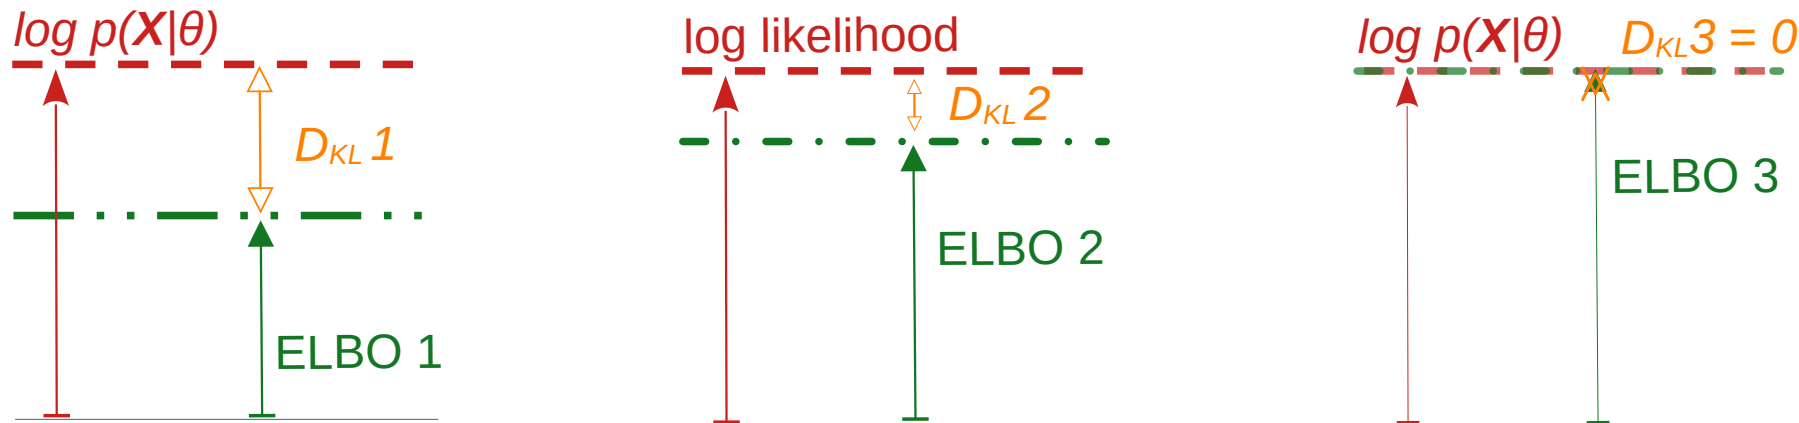 log p(X|θ)
D_KL 1
ELBO 1
log likelihood
D_KL 2
ELBO 2
log p(X|θ)
D_KL3 = 0
ELBO 3